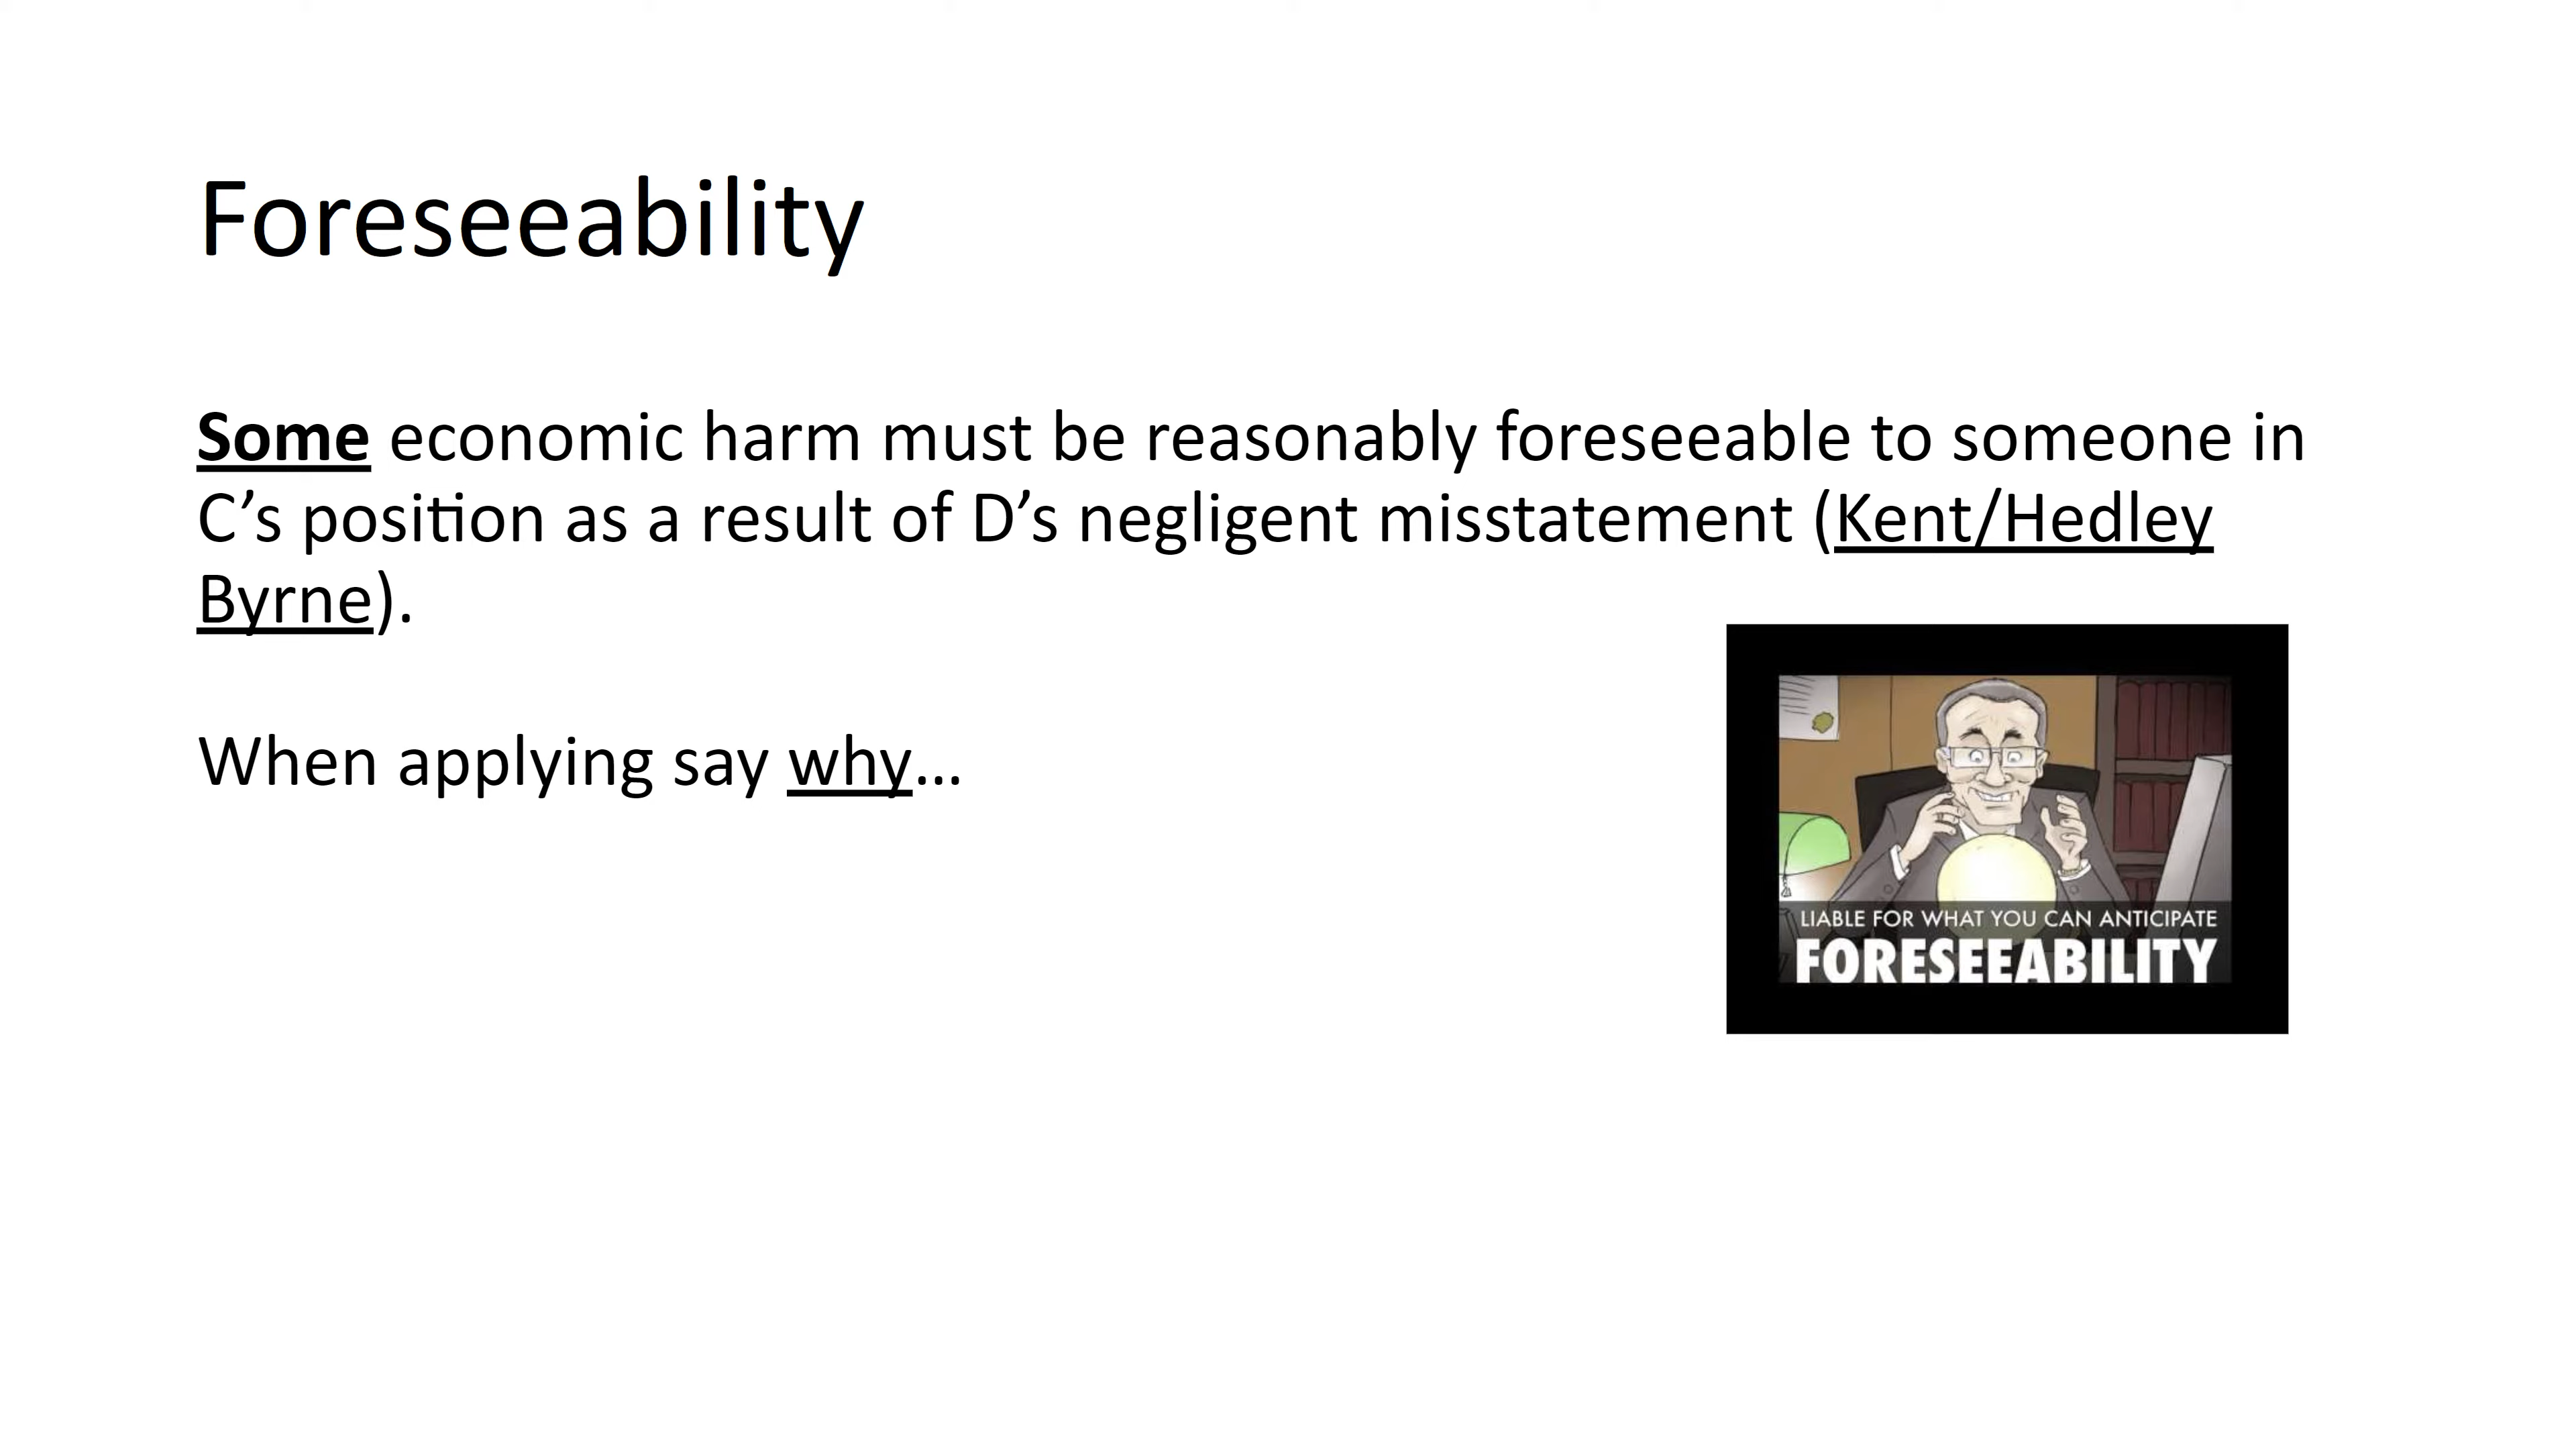 Foreseeability
Some economic harm must be reasonably foreseeable to someone in
C’s position as a result of D’s negligent misstatement (Kent/Hedley
Byrne).
When applying say why…
LIABLE FOR WHAT YOU CAN ANTICIPATE
FORESEEABILITY